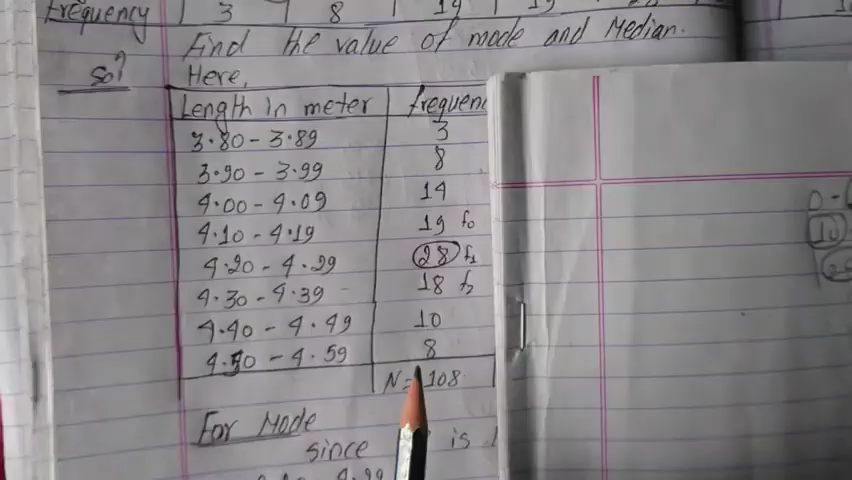 Frequency | 3 | 8 | 14 | 19
Find the value of mode and Median.
Sol?
Here,
Length in meter
3.80 - 3.89 3
3.90 - 3.99 8
4.00 - 4.09 14
4.10 - 4.19 19 f0
4.20 - 4.29 28 f1
4.30 - 4.39 - 18 f2
4.40 - 4.49 10
4.50 - 4.59 8
N = 108
For Mode
since is